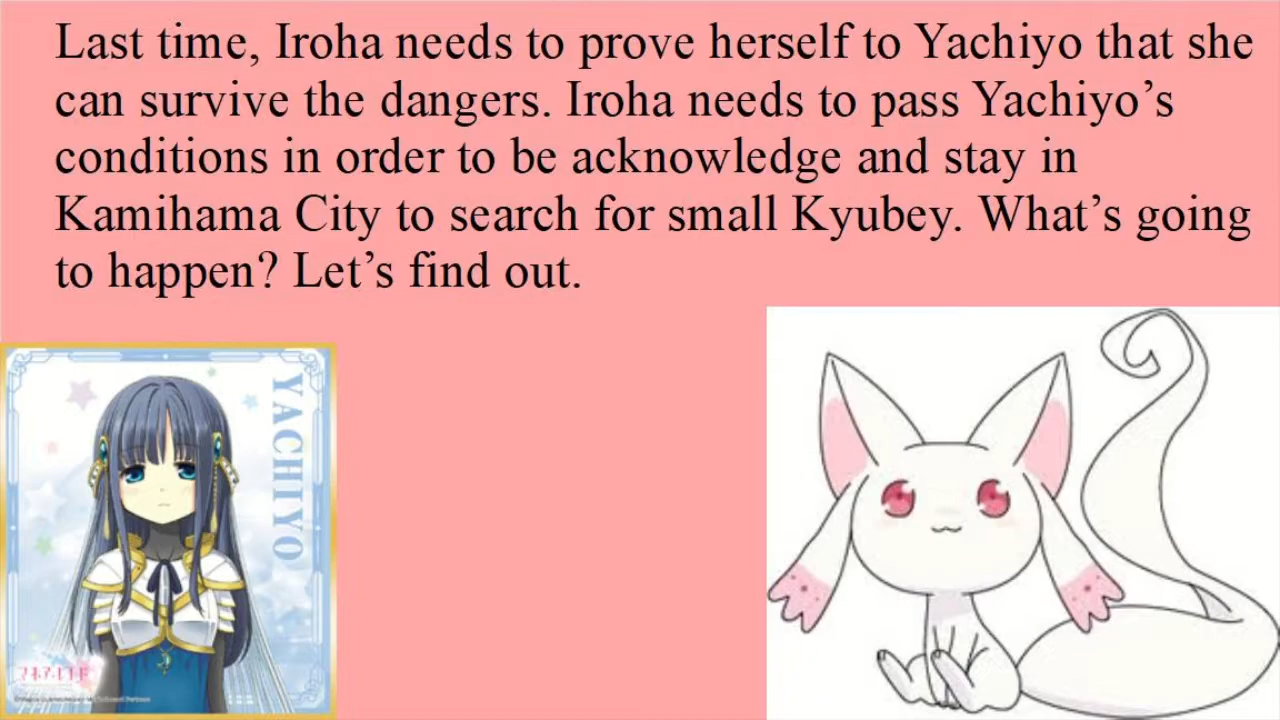 Last time, Iroha needs to prove herself to Yachiyo that she
can survive the dangers. Iroha needs to pass Yachiyo’s
conditions in order to be acknowledge and stay in
Kamihama City to search for small Kyubey. What’s going
to happen? Let’s find out.
YACHIYO